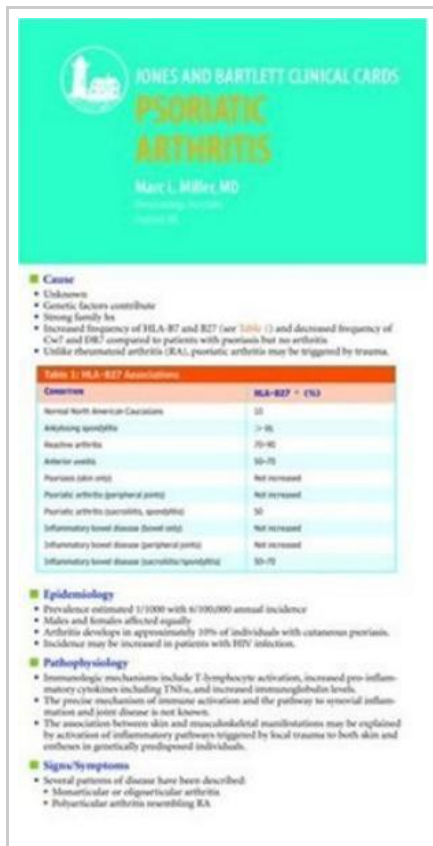 JONES AND BARTLETT CLINICAL CARDS
PSORIATIC
ARTHRITIS
Marc L. Miller, MD
Cause
• Unknown
• Genetic factors contribute
• Strong family hx
• Increased frequency of HLA-B7 and B27 (see Table 1) and decreased frequency of
Cw7 and DR7 compared to patients with psoriasis but no arthritis
• Unlike rheumatoid arthritis (RA), psoriatic arthritis may be triggered by trauma.
Table 1: HLA-B27 Associations
CONDITION HLA-B27 + (%)
Normal North American Caucasians 10
Ankylosing spondylitis > 95
Reactive arthritis 70–90
Anterior uveitis 50–70
Psoriasis (skin only) Not increased
Psoriatic arthritis (peripheral joints) Not increased
Psoriatic arthritis (sacroiliitis, spondylitis) 50
Inflammatory bowel disease (bowel only) Not increased
Inflammatory bowel disease (peripheral joints) Not increased
Inflammatory bowel disease (sacroiliitis/spondylitis) 50–70
Epidemiology
• Prevalence estimated 1/1000 with 6/100,000 annual incidence
• Males and females affected equally
• Arthritis develops in approximately 10% of individuals with cutaneous psoriasis.
• Incidence may be increased in patients with HIV infection.
Pathophysiology
• Immunologic mechanisms include T-lymphocyte activation, increased pro-inflam-
matory cytokines including TNFα, and increased immunoglobulin levels.
• The precise mechanism of immune activation and the pathway to synovial inflam-
mation and joint disease is not known.
• The association between skin and musculoskeletal manifestations may be explained
by activation of inflammatory pathways triggered by local trauma to both skin and
entheses in genetically predisposed individuals.
Signs/Symptoms
• Several patterns of disease have been described:
• Monarticular or oligoarticular arthritis
• Polyarticular arthritis resembling RA